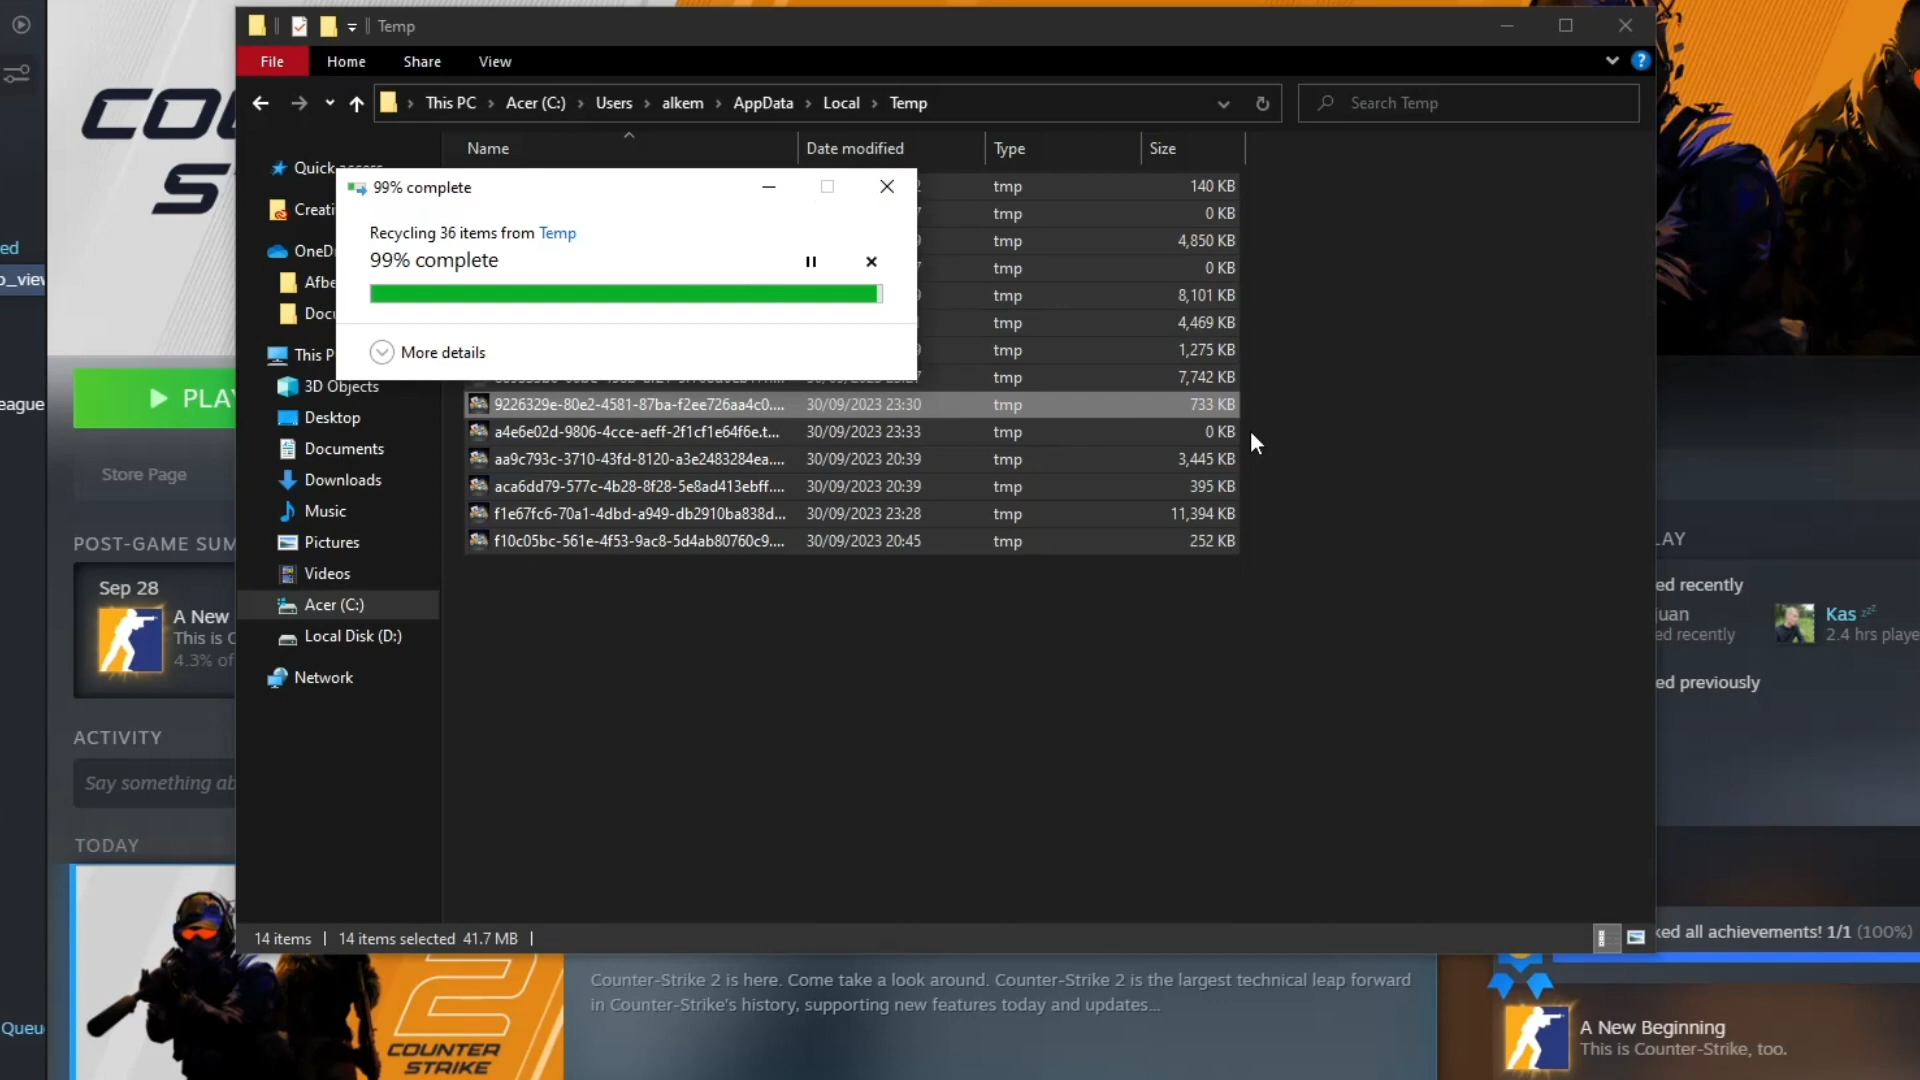 Temp
File
Home
Share
View
This PC
Acer (C:)
Users
alkem
AppData
Local
Temp
Search Temp
Name
Date modified
Type
Size
Quick access
Creati
OneD
Afbe
Docu
This P
3D Objects
Desktop
Documents
Downloads
Music
Pictures
Videos
Acer (C:)
Local Disk (D:)
Network
99% complete
Recycling 36 items from Temp
99% complete
More details
tmp 140 KB
tmp 0 KB
tmp 4,850 KB
tmp 0 KB
tmp 8,101 KB
tmp 4,469 KB
tmp 1,275 KB
tmp 7,742 KB
9226329e-80e2-4581-87ba-f2ee726aa4c0.... 30/09/2023 23:30 tmp 733 KB
a4e6e02d-9806-4cce-aeff-2f1cf1e64f6e.t... 30/09/2023 23:33 tmp 0 KB
aa9c793c-3710-43fd-8120-a3e2483284ea.... 30/09/2023 20:39 tmp 3,445 KB
aca6dd79-577c-4b28-8f28-5e8ad413ebff.... 30/09/2023 20:39 tmp 395 KB
f1e67fc6-70a1-4dbd-a949-db2910ba838d... 30/09/2023 23:28 tmp 11,394 KB
f10c05bc-561e-4f53-9ac8-5d4ab80760c9.... 30/09/2023 20:45 tmp 252 KB
14 items
14 items selected 41.7 MB
COU
ST
ed
o_view
eague
Queu
PLAY
Store Page
POST-GAME SUM
Sep 28
A New
This is C
4.3% of
ACTIVITY
Say something ab
TODAY
2
COUNTER
STRIKE
Counter-Strike 2 is here. Come take a look around. Counter-Strike 2 is the largest technical leap forward
in Counter-Strike's history, supporting new features today and updates...
LAY
ed recently
uan
ed recently
Kas zzz
2.4 hrs playe
ed previously
ked all achievements! 1/1 (100%)
A New Beginning
This is Counter-Strike, too.